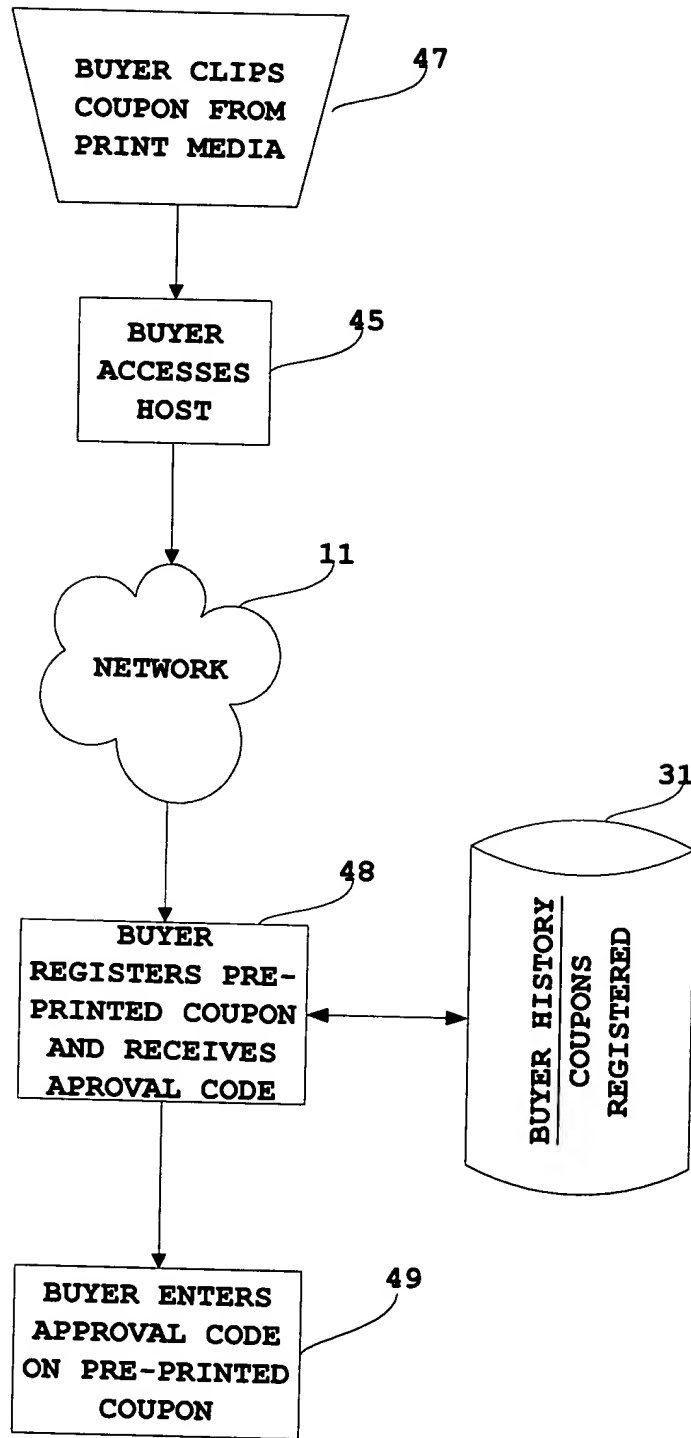 BUYER CLIPS
COUPON FROM
PRINT MEDIA
47
BUYER
ACCESSES
HOST
45
NETWORK
11
BUYER
REGISTERS PRE-
PRINTED COUPON
AND RECEIVES
APROVAL CODE
48
BUYER HISTORY
COUPONS
REGISTERED
31
BUYER ENTERS
APPROVAL CODE
ON PRE-PRINTED
COUPON
49